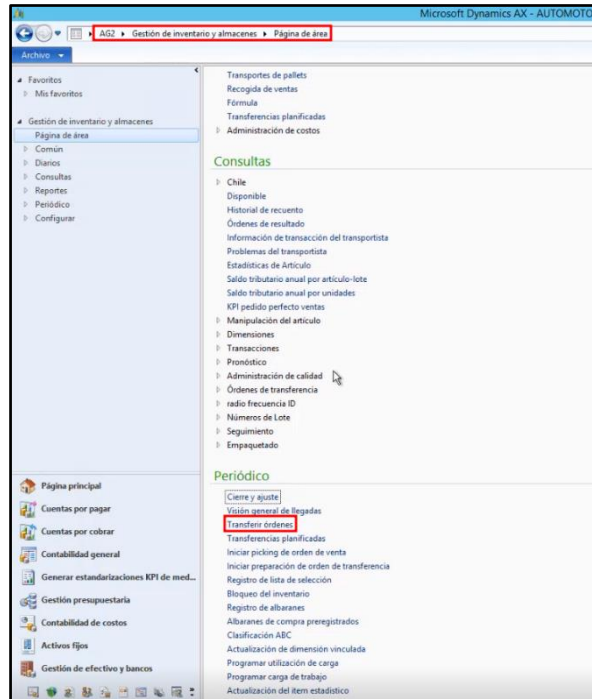 Microsoft Dynamics AX - AUTOMOTO
AG2 Gestión de inventario y almacenes Página de área
Archivo
Favoritos
Mis favoritos
Gestión de inventario y almacenes
Página de área
Común
Diarios
Consultas
Reportes
Periódico
Configurar
Página principal
Cuentas por pagar
Cuentas por cobrar
Contabilidad general
Generar estandarizaciones KPI de med...
Gestión presupuestaria
Contabilidad de costos
Activos fijos
Gestión de efectivo y bancos
Transportes de pallets
Recogida de ventas
Fórmula
Transferencias planificadas
Administración de costos
Consultas
Chile
Disponible
Historial de recuento
Órdenes de resultado
Información de transacción del transportista
Problemas del transportista
Estadísticas de Artículo
Saldo tributario anual por artículo-lote
Saldo tributario anual por unidades
KPI pedido perfecto ventas
Manipulación del artículo
Dimensiones
Transacciones
Pronóstico
Administración de calidad
Órdenes de transferencia
radio frecuencia ID
Números de Lote
Seguimiento
Empaquetado
Periódico
Cierre y ajuste
Visión general de llegadas
Transferir órdenes
Transferencias planificadas
Iniciar picking de orden de venta
Iniciar preparación de orden de transferencia
Registro de lista de selección
Bloqueo del inventario
Registro de albaranes
Albaranes de compra preregistrados
Clasificación ABC
Actualización de dimensión vinculada
Programar utilización de carga
Programar carga de trabajo
Actualización del item estadístico